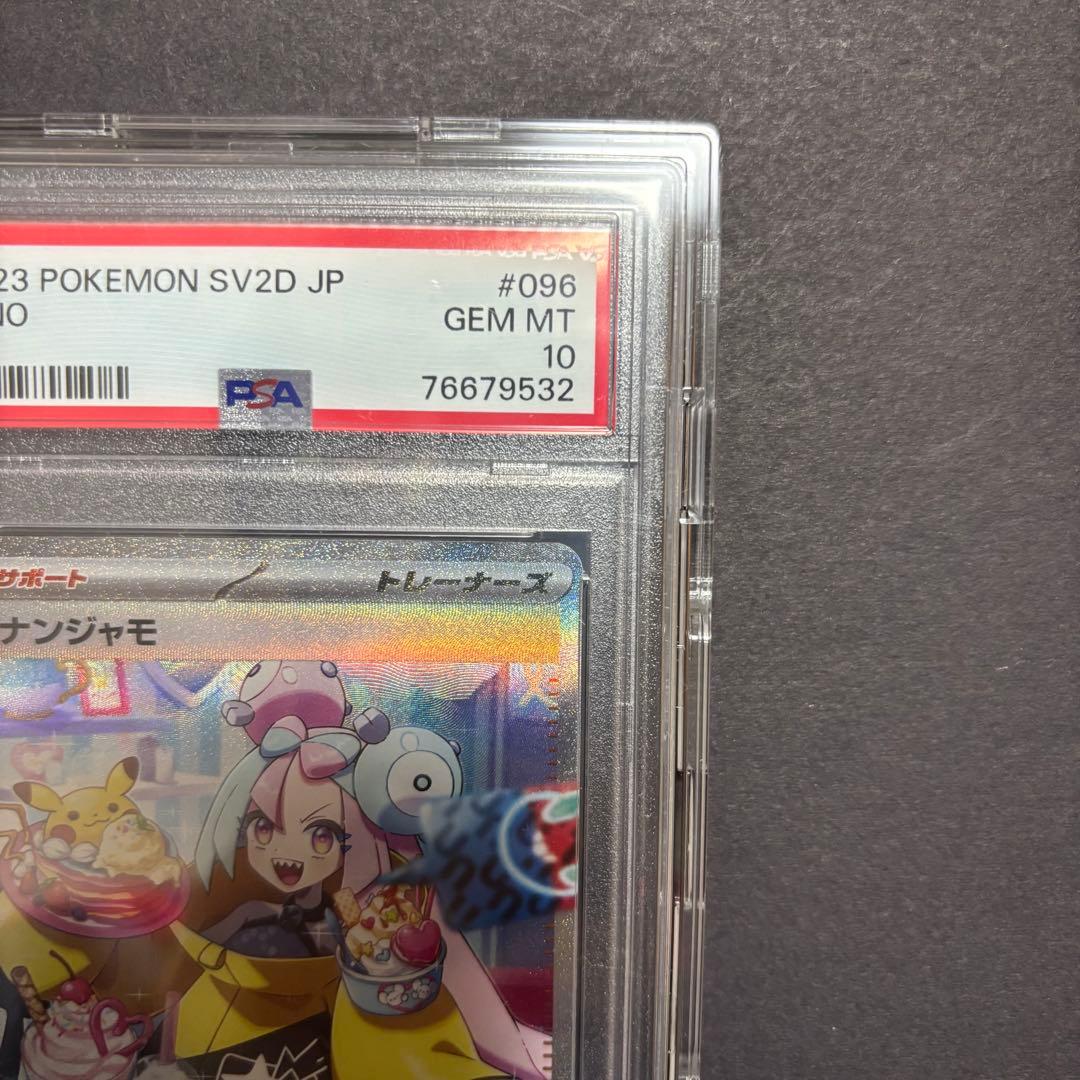 23 POKEMON SV2D JP #096
NO GEM MT
10
PSA 76679532
サポート トレーナーズ
ナンジャモ